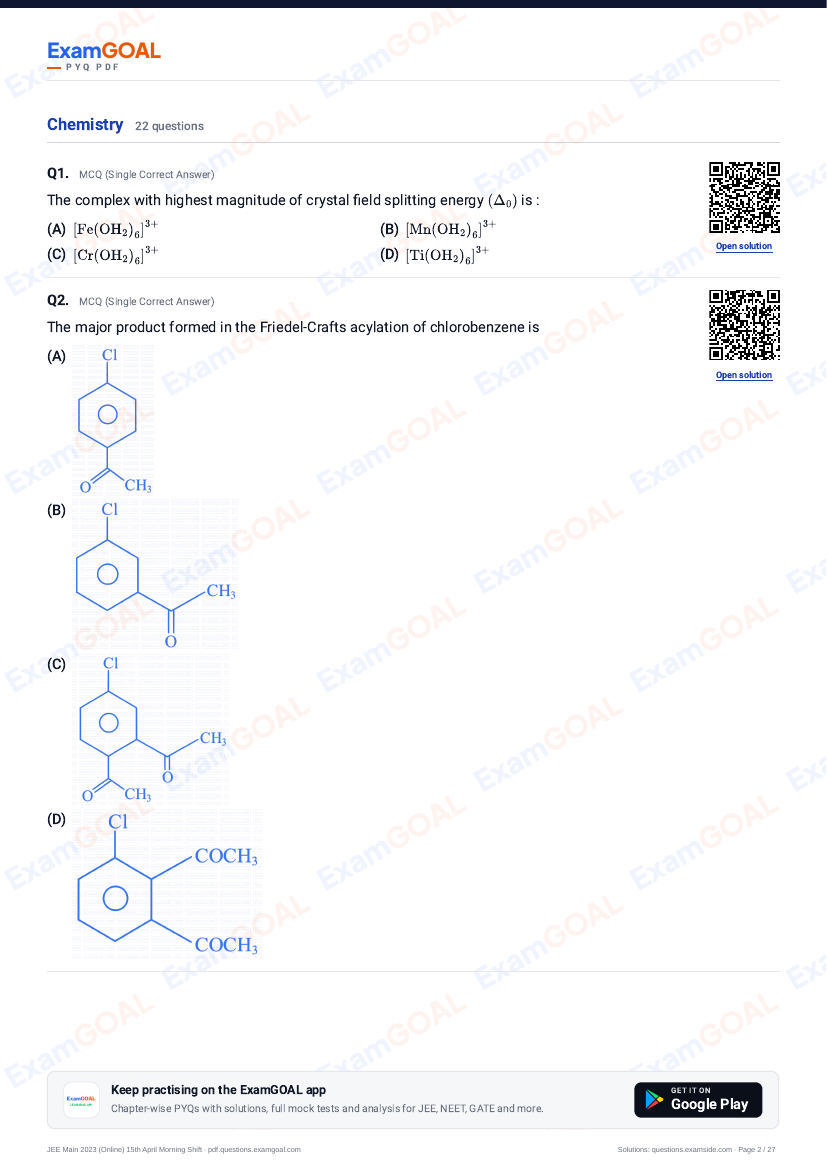 ExamGOAL
PYQ PDF
Chemistry 22 questions
Q1. MCQ (Single Correct Answer)
The complex with highest magnitude of crystal field splitting energy (Δ₀) is :
(A) [Fe(OH₂)₆]³⁺ (B) [Mn(OH₂)₆]³⁺
(C) [Cr(OH₂)₆]³⁺ (D) [Ti(OH₂)₆]³⁺
Open solution
Q2. MCQ (Single Correct Answer)
The major product formed in the Friedel-Crafts acylation of chlorobenzene is
Open solution
(A) Cl
O CH₃
(B) Cl
CH₃
O
(C) Cl
CH₃
O
O CH₃
(D) Cl
COCH₃
COCH₃
Keep practising on the ExamGOAL app
Chapter-wise PYQs with solutions, full mock tests and analysis for JEE, NEET, GATE and more.
ExamGOAL
GET IT ON
Google Play
JEE Main 2023 (Online) 15th April Morning Shift · pdf.questions.examgoal.com
Solutions: questions.examside.com · Page 2 / 27